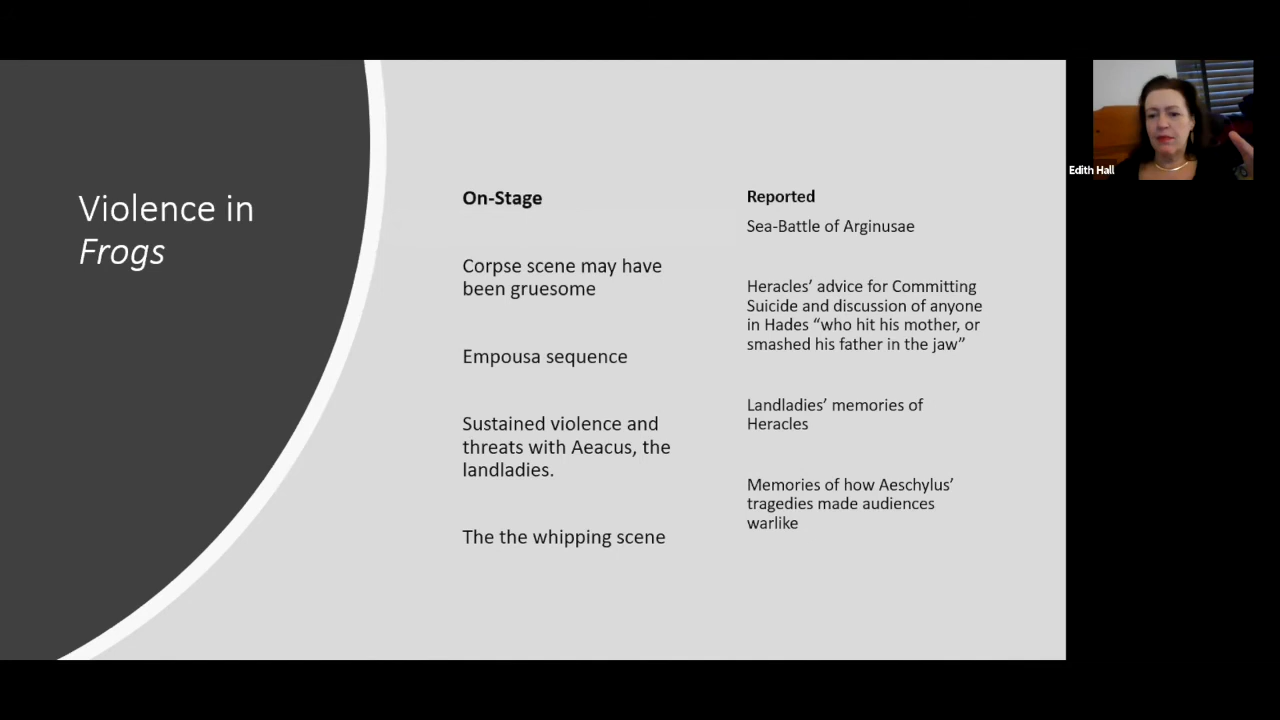 Violence in
Frogs
On-Stage
Corpse scene may have
been gruesome
Empousa sequence
Sustained violence and
threats with Aeacus, the
landladies.
The the whipping scene
Reported
Sea-Battle of Arginusae
Heracles’ advice for Committing
Suicide and discussion of anyone
in Hades “who hit his mother, or
smashed his father in the jaw”
Landladies’ memories of
Heracles
Memories of how Aeschylus’
tragedies made audiences
warlike
Edith Hall